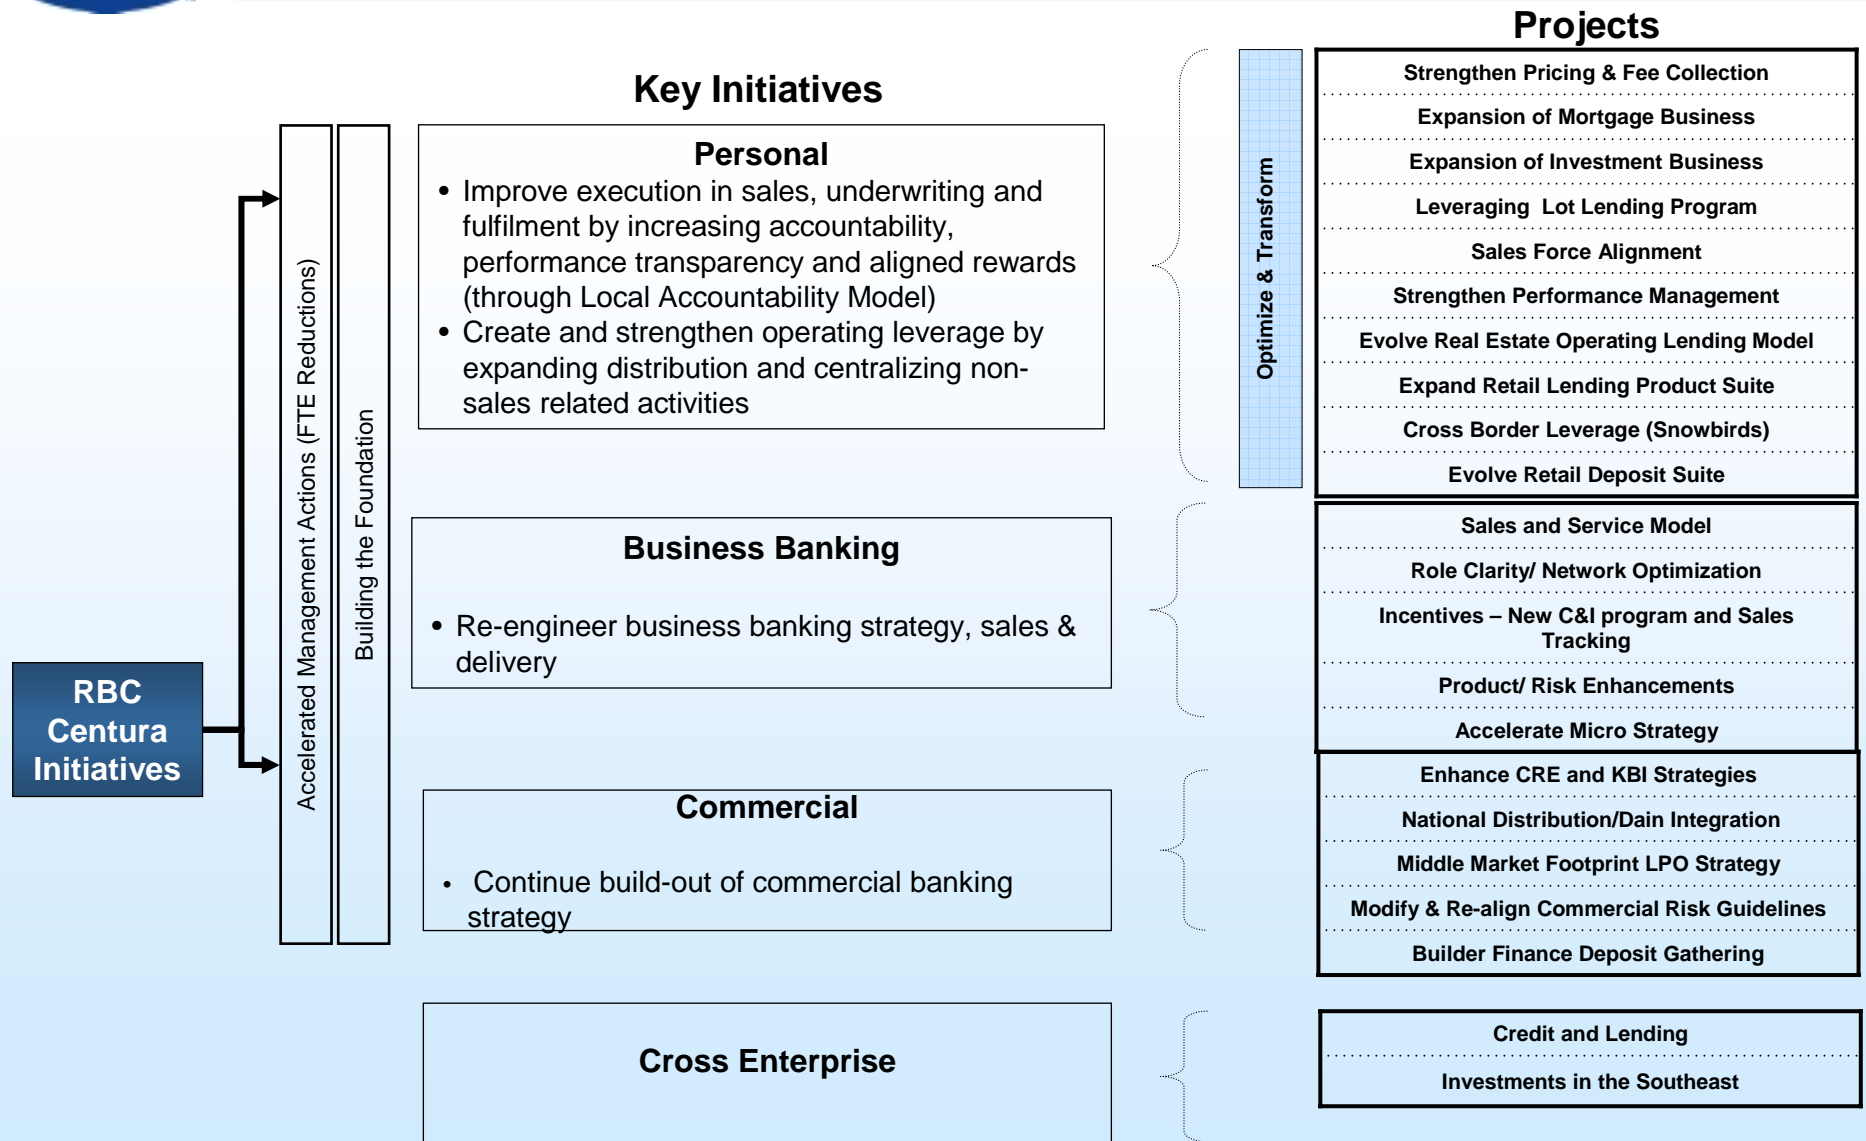 Projects
Key Initiatives
RBC
Centura
Initiatives
Accelerated Management Actions (FTE Reductions)
Building the Foundation
Personal
• Improve execution in sales, underwriting and
fulfilment by increasing accountability,
performance transparency and aligned rewards
(through Local Accountability Model)
• Create and strengthen operating leverage by
expanding distribution and centralizing non-
sales related activities
Optimize & Transform
Strengthen Pricing & Fee Collection
Expansion of Mortgage Business
Expansion of Investment Business
Leveraging Lot Lending Program
Sales Force Alignment
Strengthen Performance Management
Evolve Real Estate Operating Lending Model
Expand Retail Lending Product Suite
Cross Border Leverage (Snowbirds)
Evolve Retail Deposit Suite
Business Banking
• Re-engineer business banking strategy, sales &
delivery
Sales and Service Model
Role Clarity/ Network Optimization
Incentives – New C&I program and Sales
Tracking
Product/ Risk Enhancements
Accelerate Micro Strategy
Commercial
• Continue build-out of commercial banking
strategy
Enhance CRE and KBI Strategies
National Distribution/Dain Integration
Middle Market Footprint LPO Strategy
Modify & Re-align Commercial Risk Guidelines
Builder Finance Deposit Gathering
Cross Enterprise
Credit and Lending
Investments in the Southeast